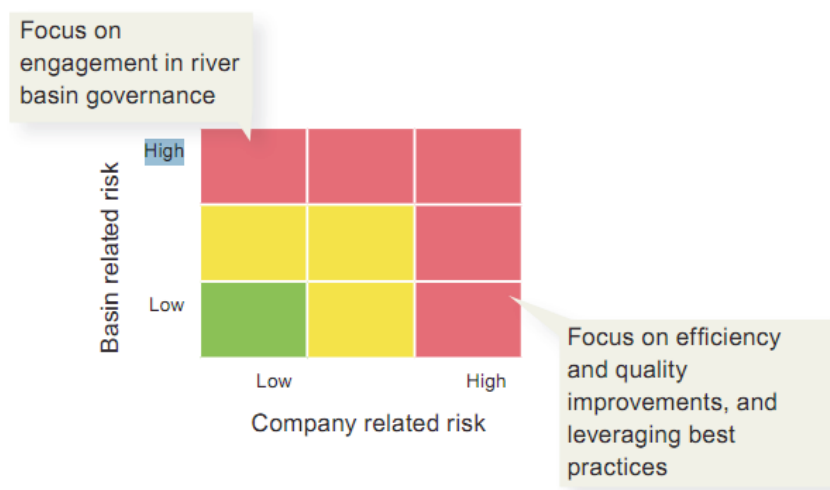 Focus on
engagement in river
basin governance
High
Basin related risk
Low
Low
High
Company related risk
Focus on efficiency
and quality
improvements, and
leveraging best
practices